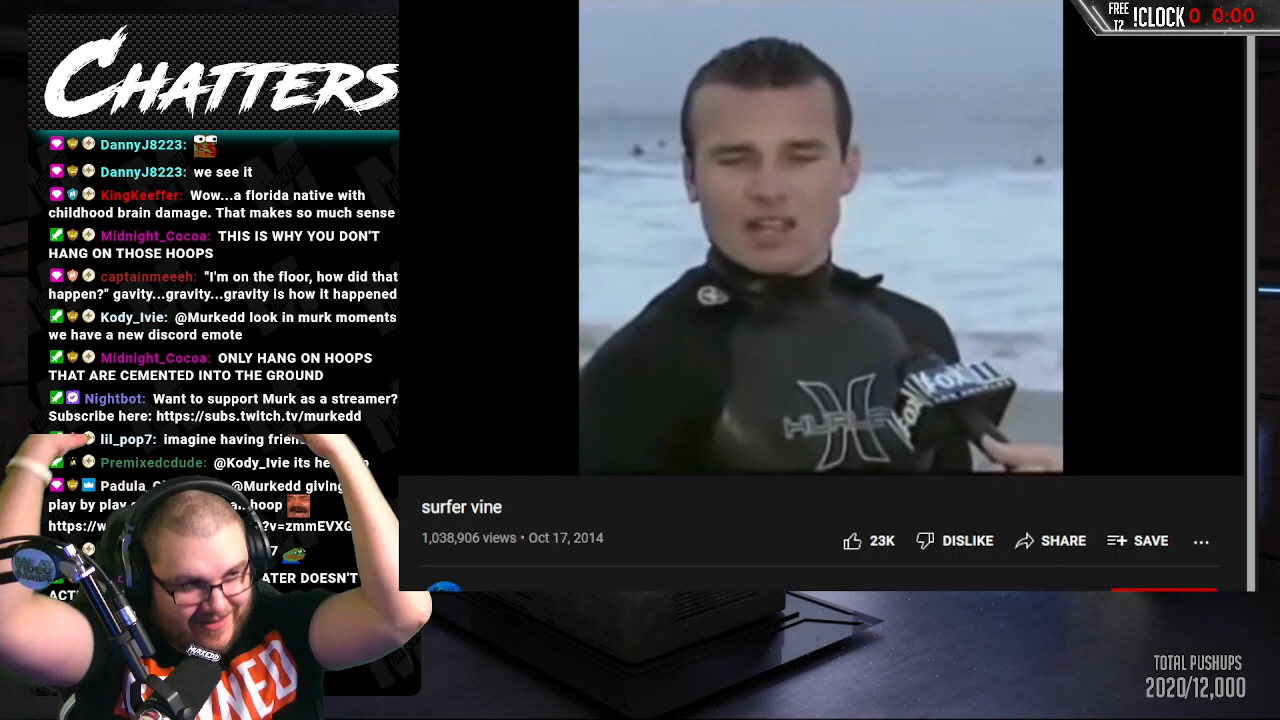 CHATTERS
DannyJ8223:
DannyJ8223: we see it
KingKeeffer: Wow...a florida native with
childhood brain damage. That makes so much sense
Midnight_Cocoa: THIS IS WHY YOU DON'T
HANG ON THOSE HOOPS
captainmeeeh: "I'm on the floor, how did that
happen?" gavity...gravity...gravity is how it happened
Kody_Ivie: @Murkedd look in murk moments
we have a new discord emote
Midnight_Cocoa: ONLY HANG ON HOOPS
THAT ARE CEMENTED INTO THE GROUND
Nightbot: Want to support Murk as a streamer?
Subscribe here: https://subs.twitch.tv/murkedd
lil_pop7: imagine having
Premixedcdude: @Kody_Ivie its
Padula @Murkedd giving
play by play hoop
DOESN'T
MURKEDD
FREE
T2
!CLOCK 0 0:00
HURLEY
FOX 11
FOX
surfer vine
1,038,906 views • Oct 17, 2014
23K DISLIKE SHARE SAVE ...
TOTAL PUSHUPS
2020/12,000